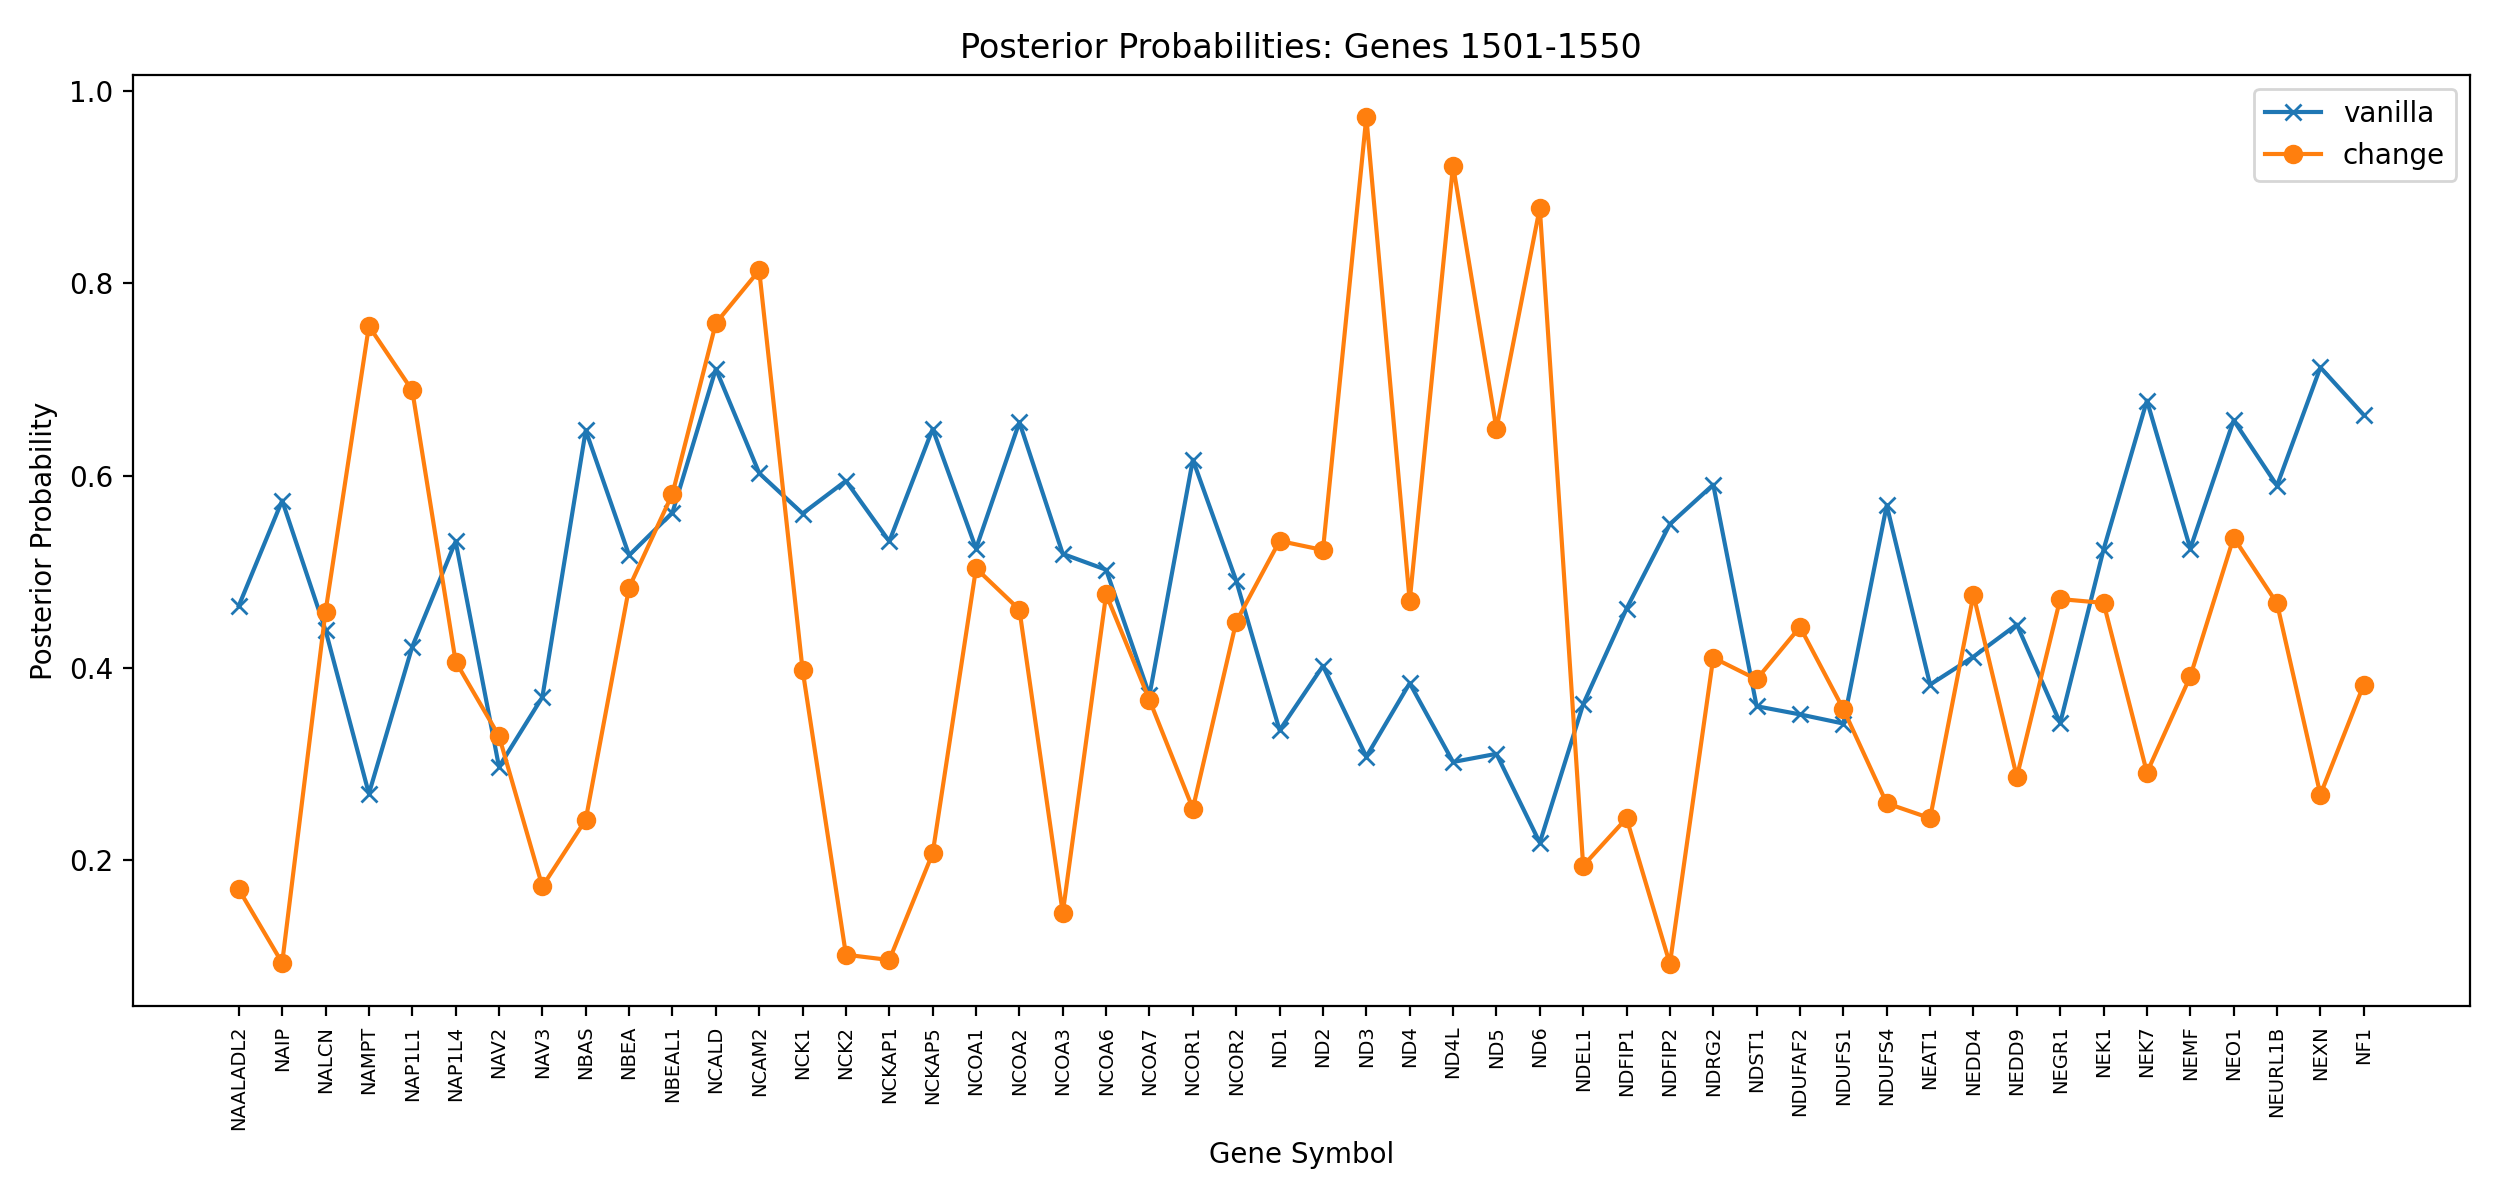 Posterior Probabilities: Genes 1501-1550
1.0
0.8
0.6
0.4
0.2
Posterior Probability
vanilla
change
NAALADL2
NAIP
NALCN
NAMPT
NAP1L1
NAP1L4
NAV2
NAV3
NBAS
NBEA
NBEAL1
NCALD
NCAM2
NCK1
NCK2
NCKAP1
NCKAP5
NCOA1
NCOA2
NCOA3
NCOA6
NCOA7
NCOR1
NCOR2
ND1
ND2
ND3
ND4
ND4L
ND5
ND6
NDEL1
NDFIP1
NDFIP2
NDRG2
NDST1
NDUFAF2
NDUFS1
NDUFS4
NEAT1
NEDD4
NEDD9
NEGR1
NEK1
NEK7
NEMF
NEO1
NEURL1B
NEXN
NF1
Gene Symbol